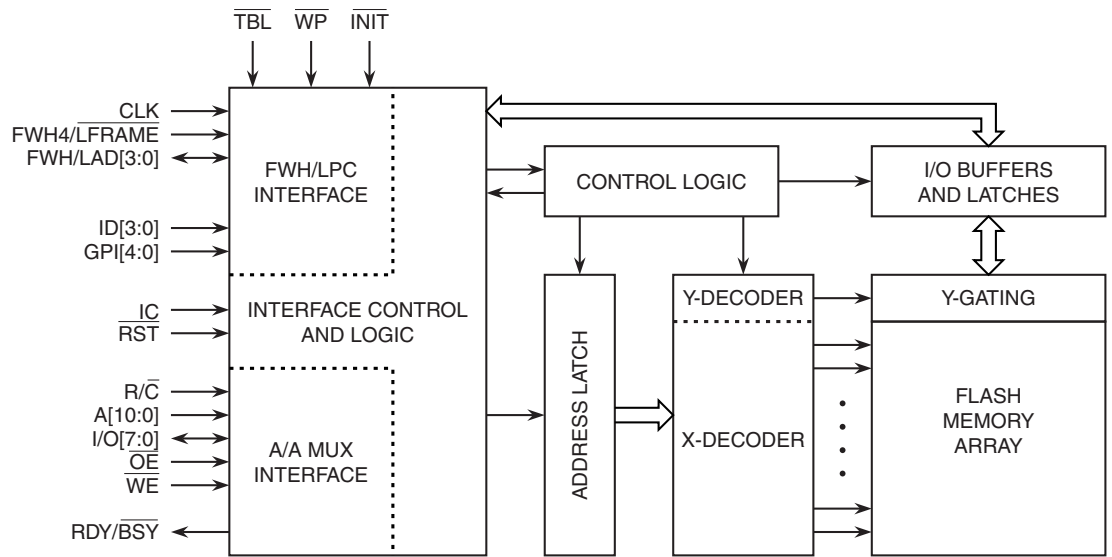 TBL WP INIT
CLK
FWH4/LFRAME
FWH/LAD[3:0]
ID[3:0]
GPI[4:0]
IC
RST
R/C
A[10:0]
I/O[7:0]
OE
WE
RDY/BSY
FWH/LPC
INTERFACE
INTERFACE CONTROL
AND LOGIC
A/A MUX
INTERFACE
CONTROL LOGIC
ADDRESS LATCH
Y-DECODER
X-DECODER
I/O BUFFERS
AND LATCHES
Y-GATING
FLASH
MEMORY
ARRAY